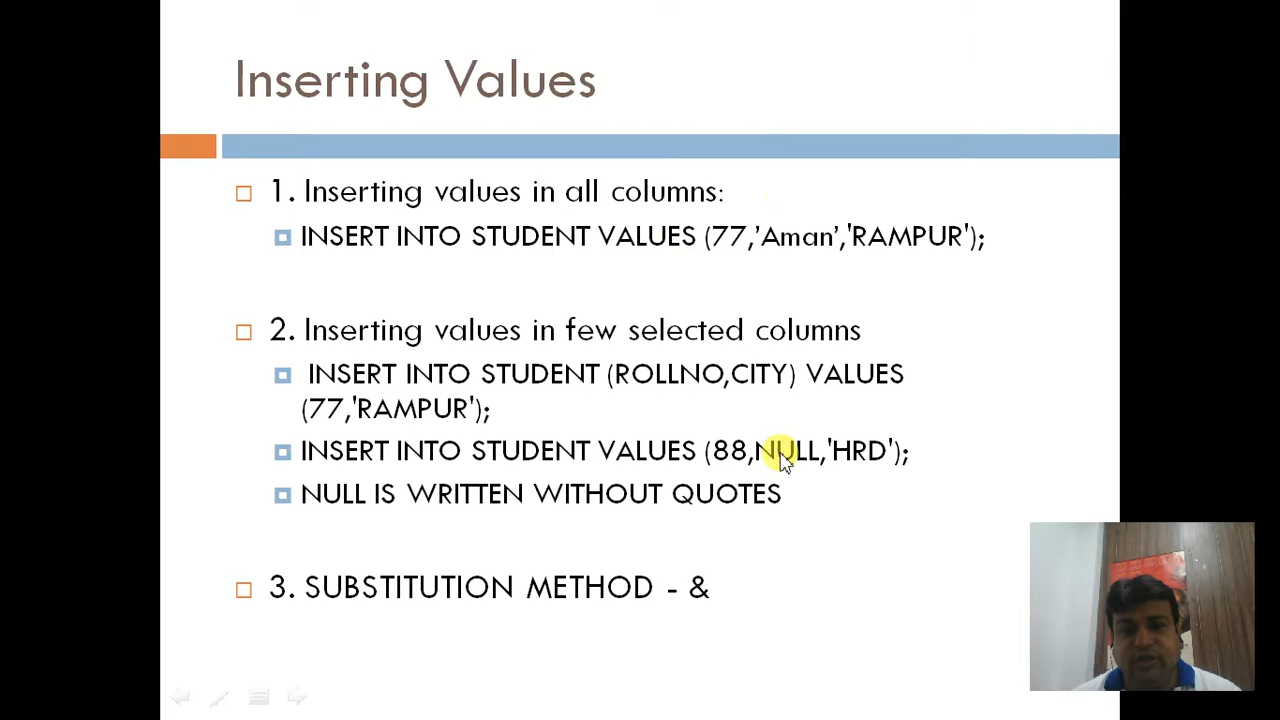 Inserting Values
1. Inserting values in all columns:
INSERT INTO STUDENT VALUES (77,’Aman’,'RAMPUR');
2. Inserting values in few selected columns
INSERT INTO STUDENT (ROLLNO,CITY) VALUES
(77,'RAMPUR');
INSERT INTO STUDENT VALUES (88,NULL,'HRD');
NULL IS WRITTEN WITHOUT QUOTES
3. SUBSTITUTION METHOD - &